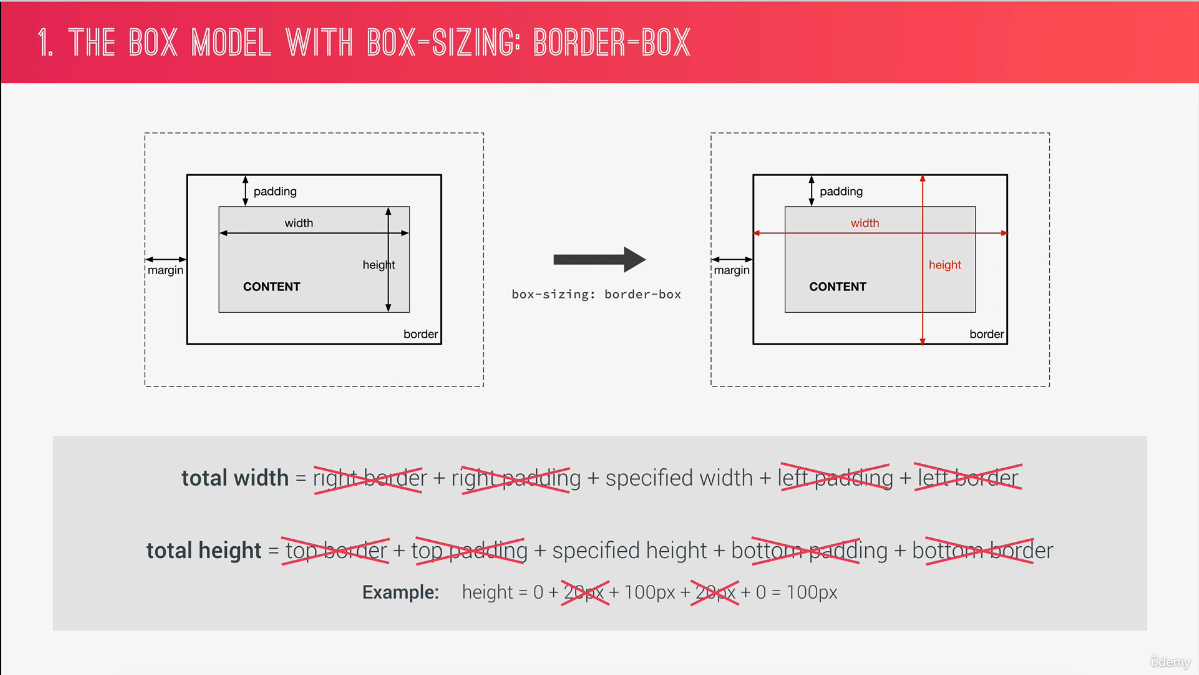 1. THE BOX MODEL WITH BOX-SIZING: BORDER-BOX
padding
width
height
margin
CONTENT
border
box-sizing: border-box
padding
width
height
margin
CONTENT
border
total width = right border + right padding + specified width + left padding + left border
total height = top border + top padding + specified height + bottom padding + bottom border
Example: height = 0 + 20px + 100px + 20px + 0 = 100px
ûdemy